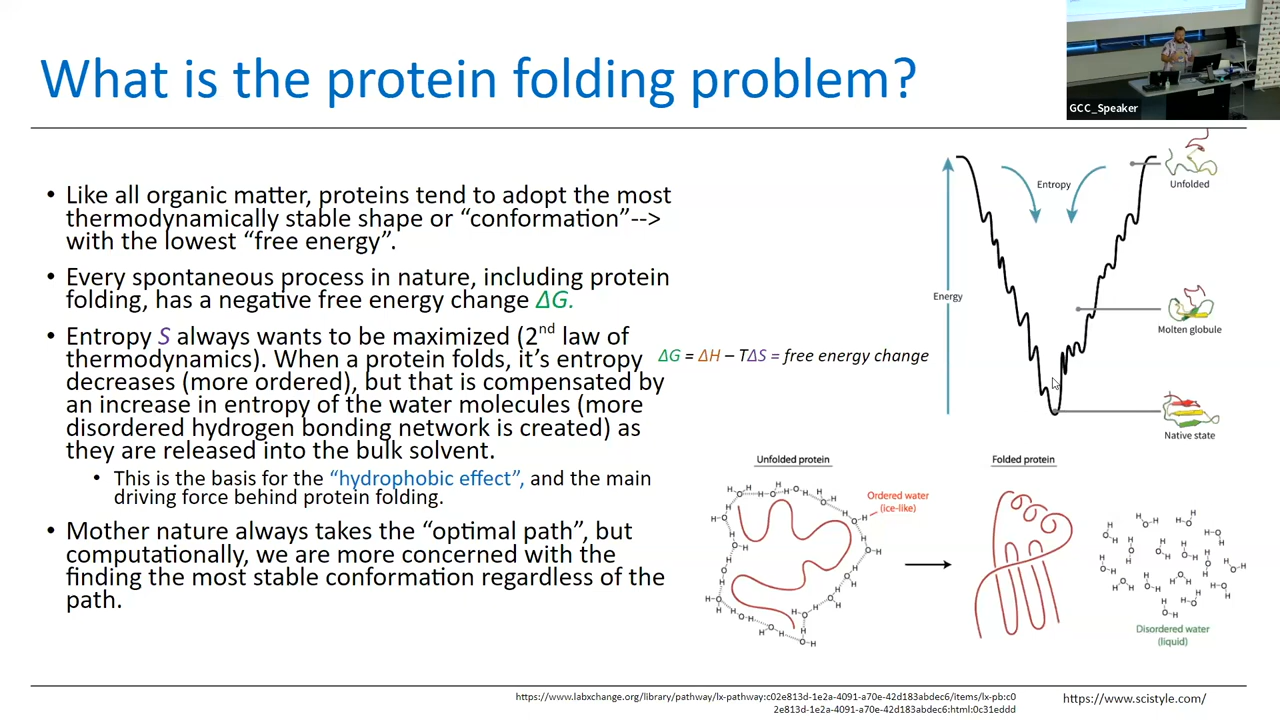 What is the protein folding problem?
GCC_Speaker
• Like all organic matter, proteins tend to adopt the most
thermodynamically stable shape or “conformation”-->
with the lowest “free energy”.
• Every spontaneous process in nature, including protein
folding, has a negative free energy change ΔG.
• Entropy S always wants to be maximized (2nd law of
thermodynamics). When a protein folds, it’s entropy
decreases (more ordered), but that is compensated by
an increase in entropy of the water molecules (more
disordered hydrogen bonding network is created) as
they are released into the bulk solvent.
• This is the basis for the “hydrophobic effect”, and the main
driving force behind protein folding.
• Mother nature always takes the “optimal path”, but
computationally, we are more concerned with the
finding the most stable conformation regardless of the
path.
ΔG = ΔH – TΔS = free energy change
Entropy
Energy
Unfolded
Molten globule
Native state
Unfolded protein
Ordered water
(ice-like)
Folded protein
Disordered water
(liquid)
https://www.labxchange.org/library/pathway/lx-pathway:c02e813d-1e2a-4091-a70e-42d183abdec6/items/lx-pb:c0
2e813d-1e2a-4091-a70e-42d183abdec6:html:0c31eddd
https://www.scistyle.com/